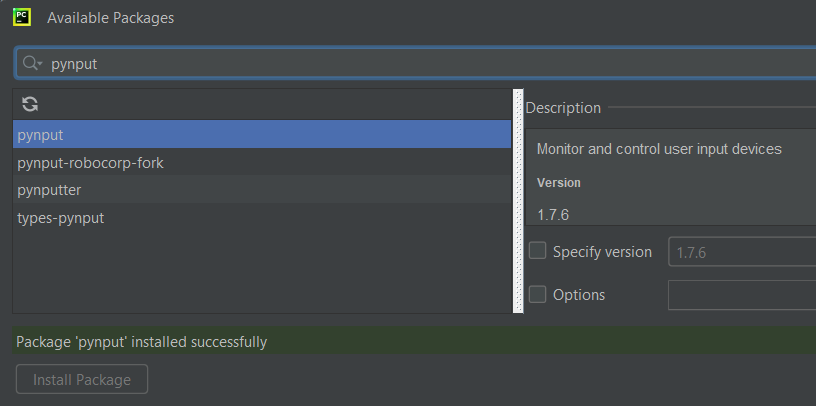 PC
Available Packages
pynput
pynput
pynput-robocorp-fork
pynputter
types-pynput
Description
Monitor and control user input devices
Version
1.7.6
Specify version
1.7.6
Options
Package 'pynput' installed successfully
Install Package